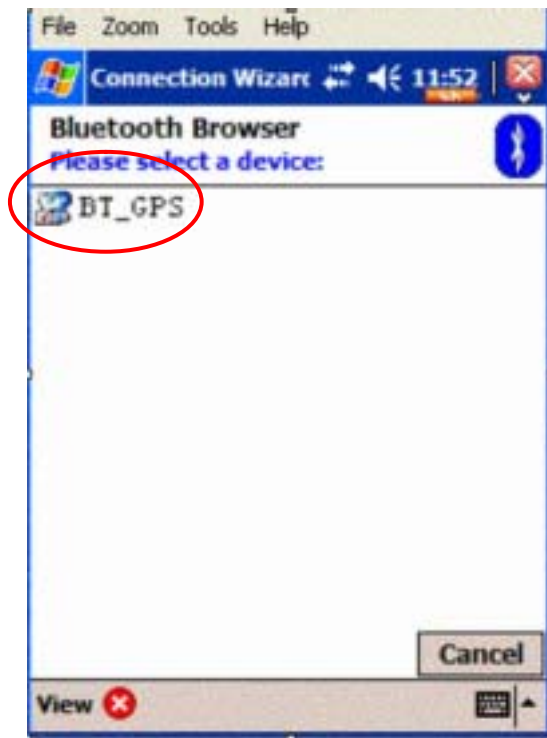 File Zoom Tools Help
Connection Wizarc 11:52
Bluetooth Browser
Please select a device:
BT_GPS
Cancel
View